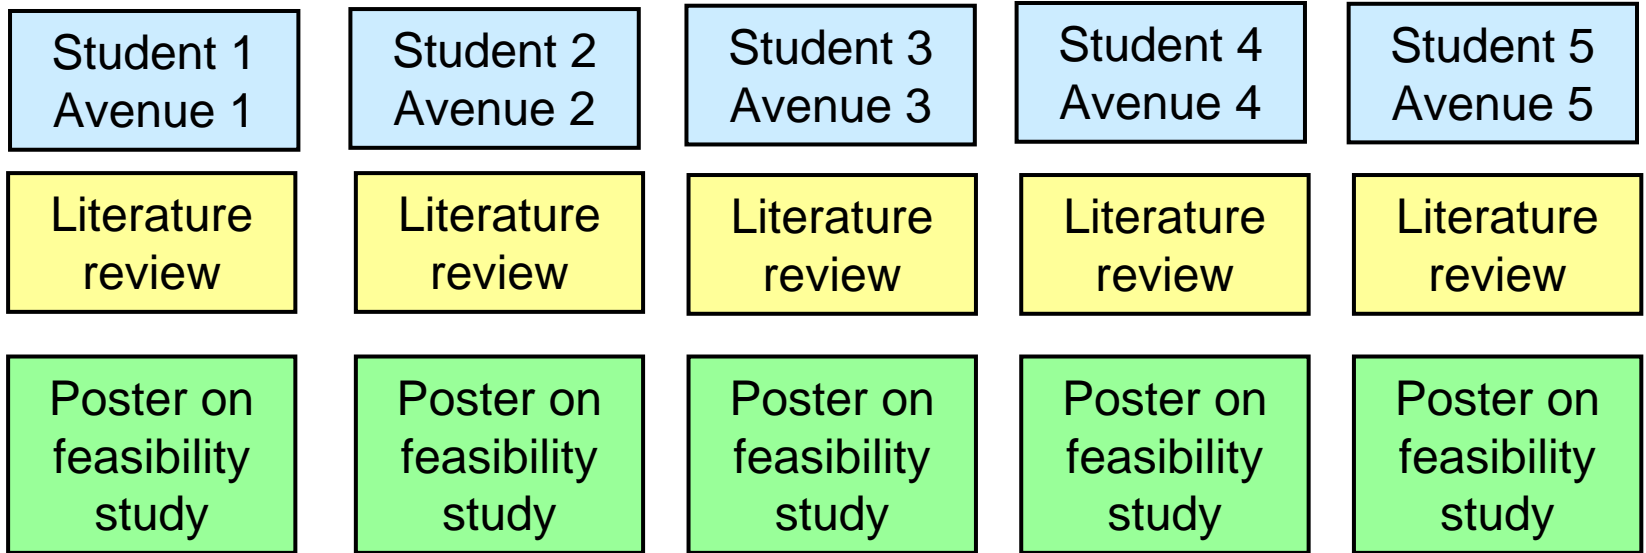 Student 1
Avenue 1
Student 2
Avenue 2
Student 3
Avenue 3
Student 4
Avenue 4
Student 5
Avenue 5
Literature
review
Literature
review
Literature
review
Literature
review
Literature
review
Poster on
feasibility
study
Poster on
feasibility
study
Poster on
feasibility
study
Poster on
feasibility
study
Poster on
feasibility
study